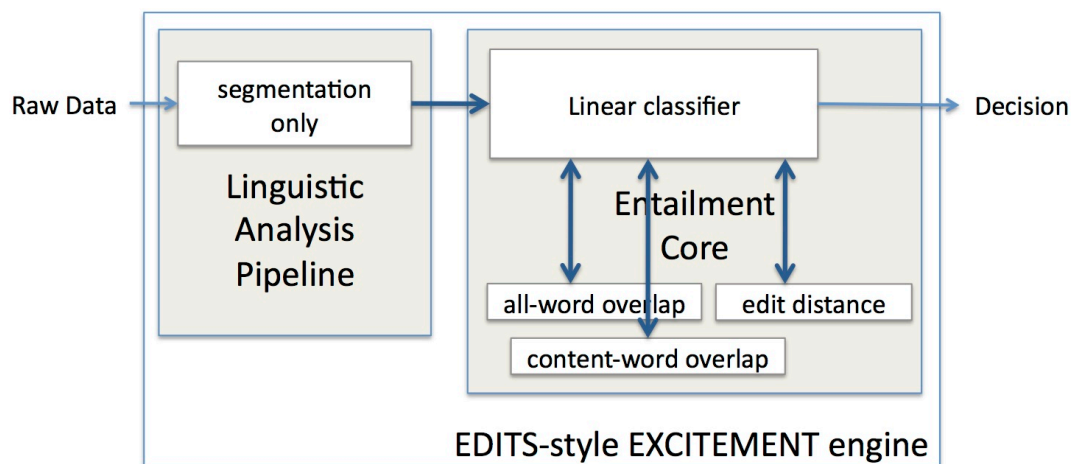 Raw Data
segmentation
only
Linguistic
Analysis
Pipeline
Linear classifier
Decision
Entailment
Core
all-word overlap
edit distance
content-word overlap
EDITS-style EXCITEMENT engine